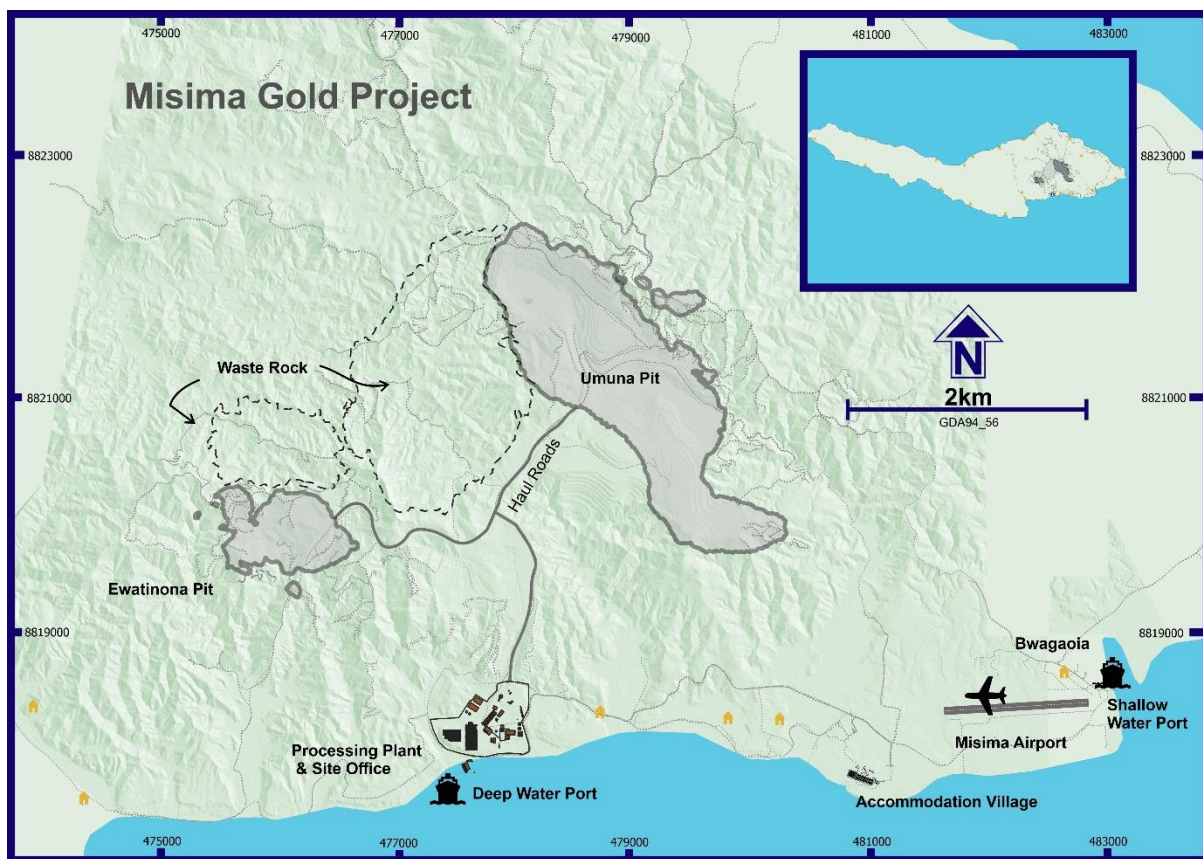 475000
477000
479000
481000
483000
Misima Gold Project
8823000
8823000
N
2km
GDA94_56
Waste Rock
Umuna Pit
8821000
8821000
Haul Roads
Ewatinona Pit
8819000
8819000
Bwagaoia
Shallow
Water Port
Misima Airport
Processing Plant
& Site Office
Deep Water Port
Accommodation Village
475000
477000
479000
481000
483000